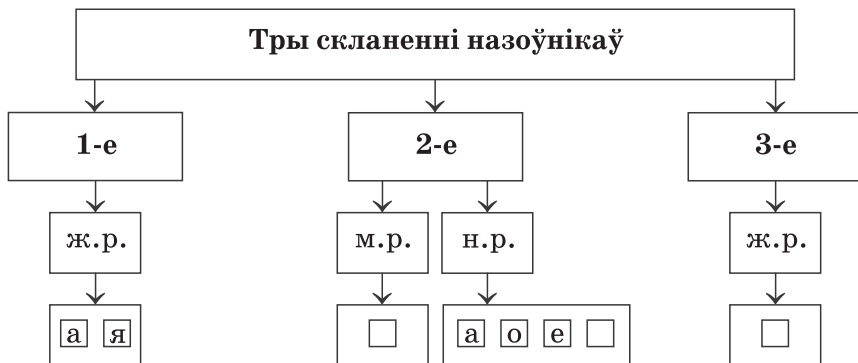 Тры скланенні назоўнікаў
1-е 2-е 3-е
ж.р. м.р. н.р. ж.р.
а я а о е